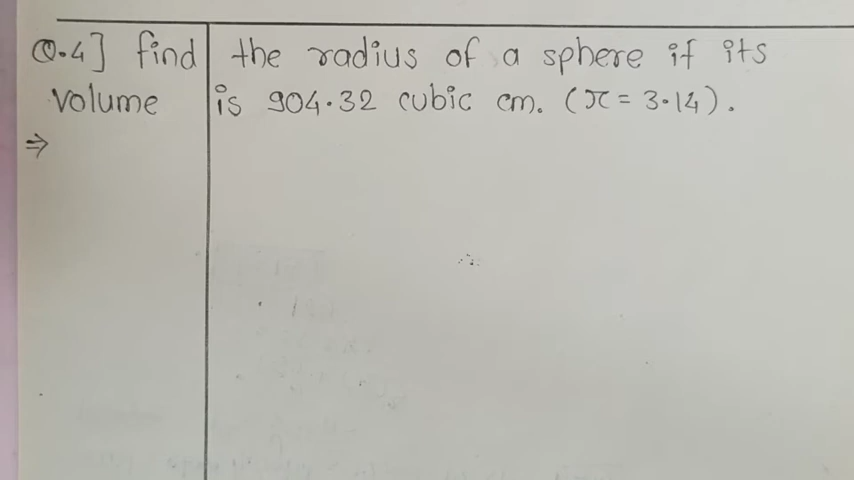 Q.4] find the radius of a sphere if its
volume is 904.32 cubic cm. (π = 3.14).
⇒